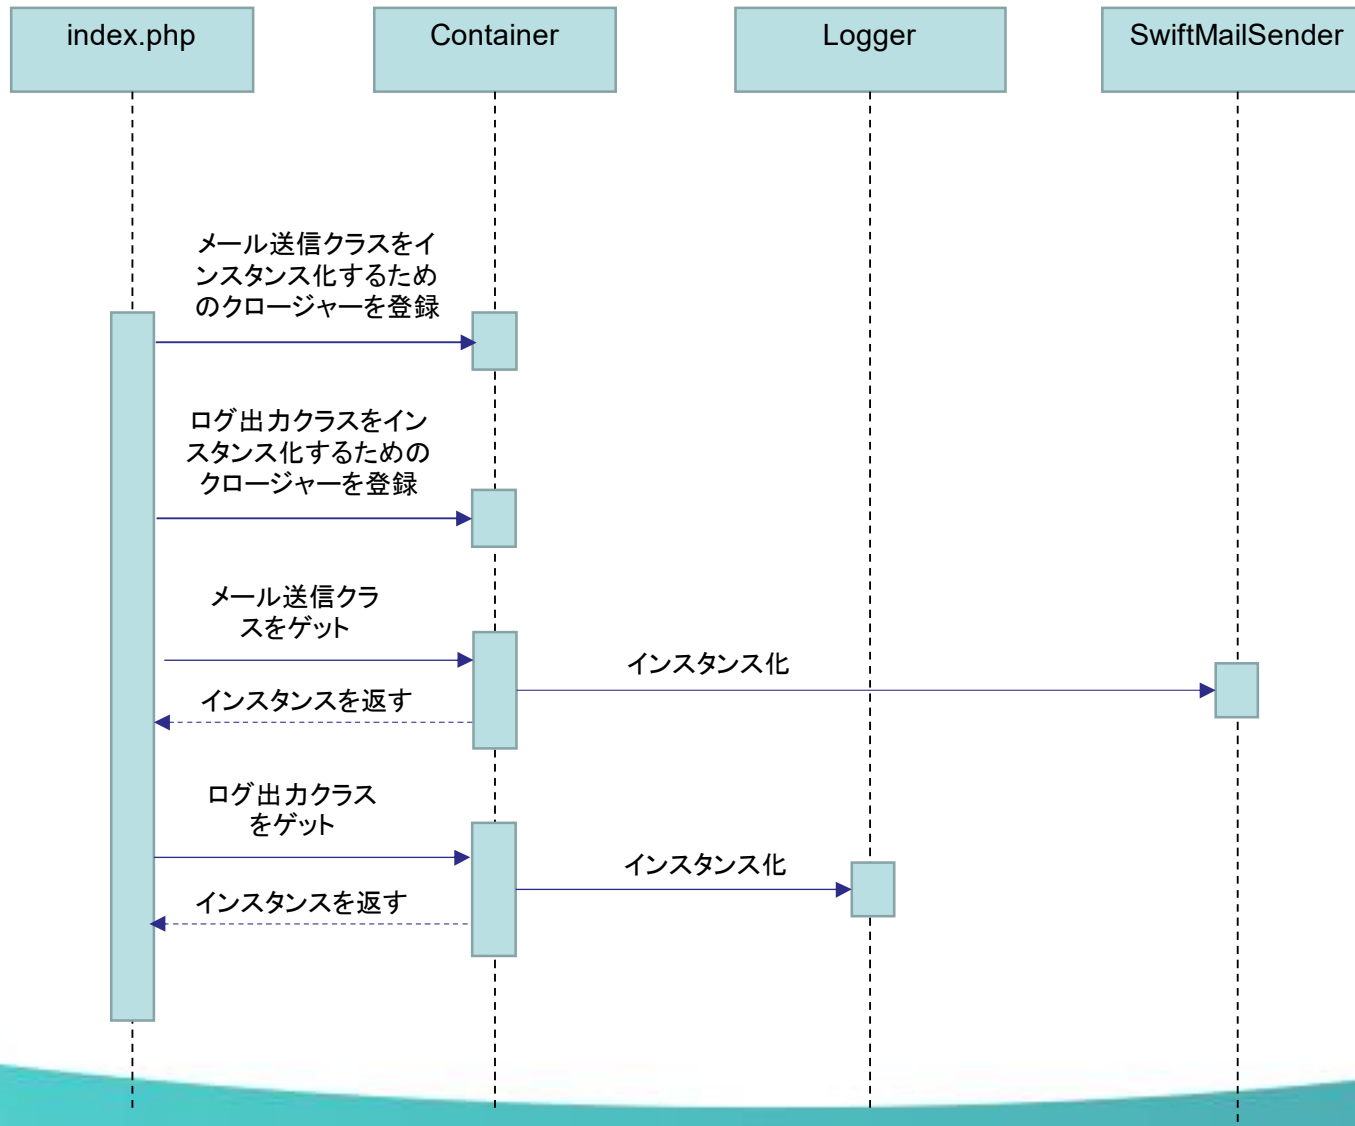 index.php
Container
Logger
SwiftMailSender
メール送信クラスをイ
ンスタンス化するため
のクロージャーを登録
ログ出力クラスをイン
スタンス化するための
クロージャーを登録
メール送信クラ
スをゲット
インスタンス化
インスタンスを返す
ログ出力クラス
をゲット
インスタンス化
インスタンスを返す